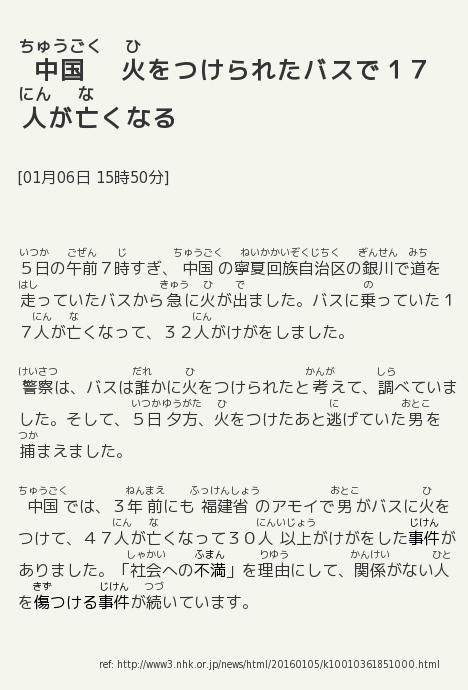 ちゅうごく ひ
中国 火をつけられたバスで１７
にん な
人が亡くなる
[01月06日 15時50分]
いつか ごぜん じ ちゅうごく ねいかかいぞくじちく ぎんせん みち
５日の午前７時すぎ、中国の寧夏回族自治区の銀川で道を
はし きゅう ひ で の
走っていたバスから急に火が出ました。バスに乗っていた１
にん な にん
７人が亡くなって、３２人がけがをしました。
けいさつ だれ ひ かんが しら
警察は、バスは誰かに火をつけられたと考えて、調べていま
いつかゆうがた ひ に おとこ
した。そして、５日夕方、火をつけたあと逃げていた男を
つか
捕まえました。
ちゅうごく ねんまえ ふっけんしょう おとこ ひ
中国では、３年前にも福建省のアモイで男がバスに火を
にん な にんいじょう じけん
つけて、４７人が亡くなって３０人以上がけがをした事件が
しゃかい ふまん りゆう かんけい ひと
ありました。「社会への不満」を理由にして、関係がない人
きず じけん つづ
を傷つける事件が続いています。
ref: http://www3.nhk.or.jp/news/html/20160105/k10010361851000.html